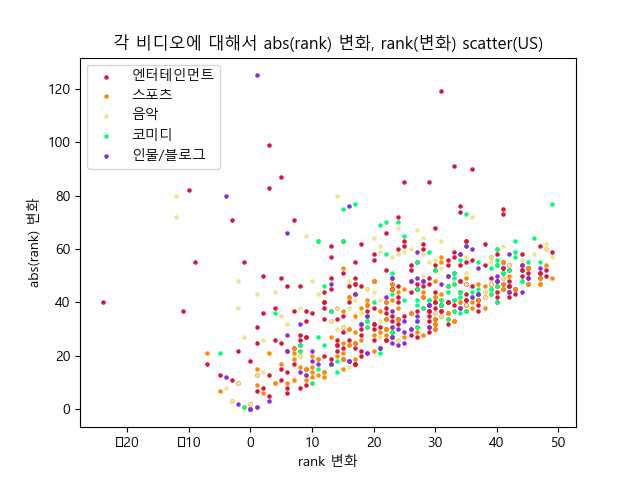 각 비디오에 대해서 abs(rank) 변화, rank(변화) scatter(US)
엔터테인먼트
스포츠
음악
코미디
인물/블로그
abs(rank) 변화
120
100
80
60
40
20
0
▯20 ▯10 0 10 20 30 40 50
rank 변화